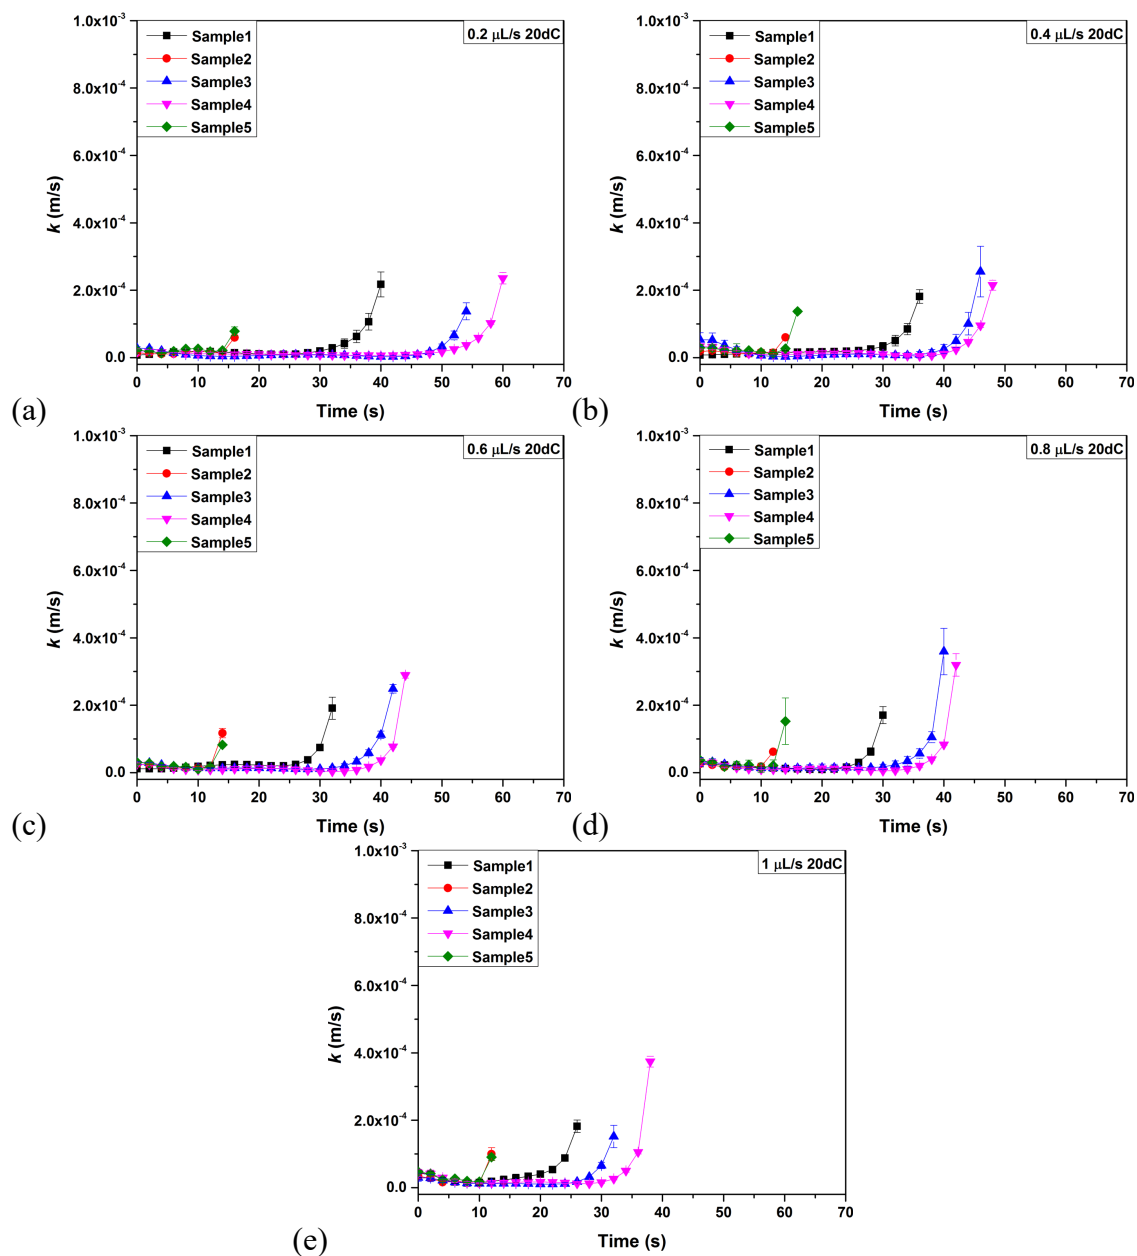 1.0x10-3
8.0x10-4
6.0x10-4
4.0x10-4
2.0x10-4
0.0
k (m/s)
Sample1
Sample2
Sample3
Sample4
Sample5
0.2 μL/s 20dC
0 10 20 30 40 50 60 70
Time (s)
(a)
1.0x10-3
8.0x10-4
6.0x10-4
4.0x10-4
2.0x10-4
0.0
k (m/s)
Sample1
Sample2
Sample3
Sample4
Sample5
0.4 μL/s 20dC
0 10 20 30 40 50 60 70
Time (s)
(b)
1.0x10-3
8.0x10-4
6.0x10-4
4.0x10-4
2.0x10-4
0.0
k (m/s)
Sample1
Sample2
Sample3
Sample4
Sample5
0.6 μL/s 20dC
0 10 20 30 40 50 60 70
Time (s)
(c)
1.0x10-3
8.0x10-4
6.0x10-4
4.0x10-4
2.0x10-4
0.0
k (m/s)
Sample1
Sample2
Sample3
Sample4
Sample5
0.8 μL/s 20dC
0 10 20 30 40 50 60 70
Time (s)
(d)
1.0x10-3
8.0x10-4
6.0x10-4
4.0x10-4
2.0x10-4
0.0
k (m/s)
Sample1
Sample2
Sample3
Sample4
Sample5
1 μL/s 20dC
0 10 20 30 40 50 60 70
Time (s)
(e)